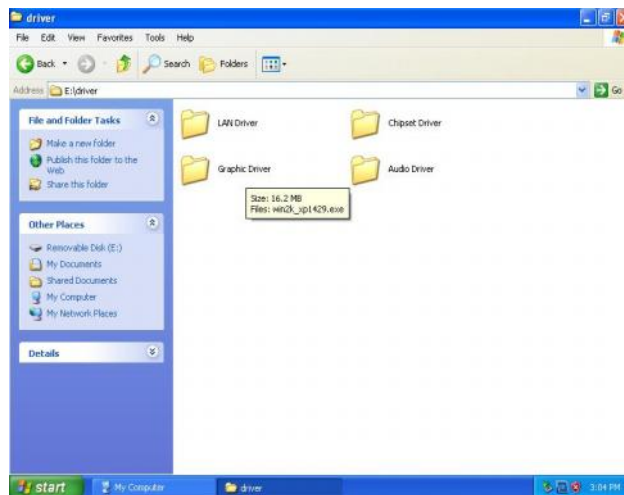 driver
File Edit View Favorites Tools Help
Back Search Folders
Address E:\driver Go
File and Folder Tasks
Make a new folder
Publish this folder to the
Web
Share this folder
Other Places
Removable Disk (E:)
My Documents
Shared Documents
My Computer
My Network Places
Details
LAN Driver Chipset Driver
Graphic Driver Audio Driver
Size: 16.2 MB
Files: win2k_xp1429.exe
start My Computer driver 3:04 PM